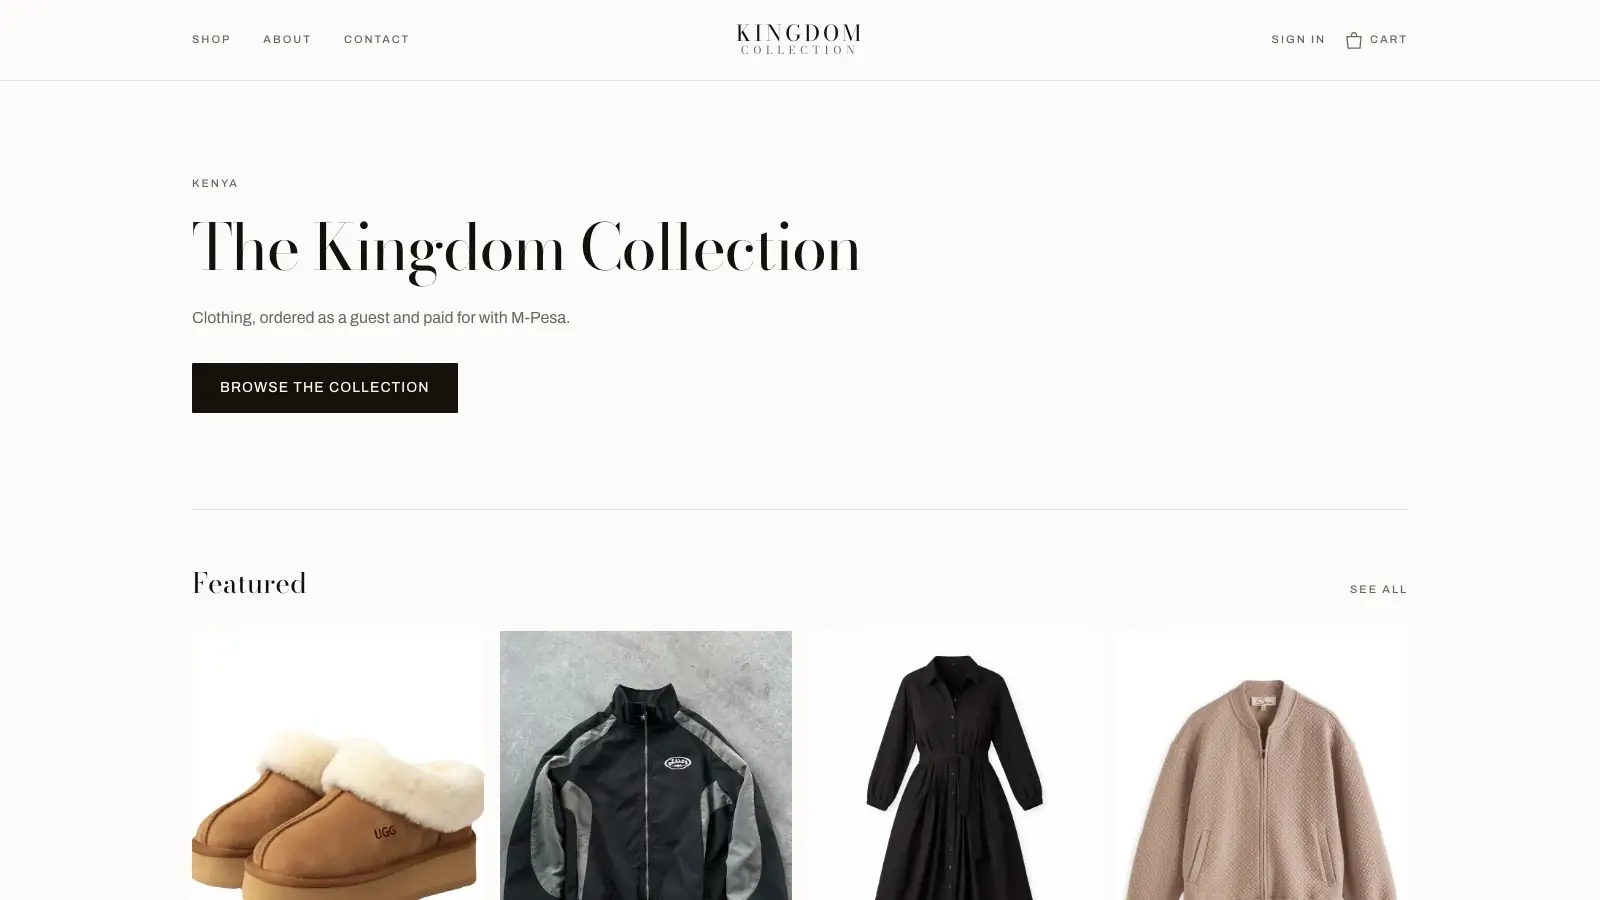 SHOP
ABOUT
CONTACT
KINGDOM
COLLECTION
SIGN IN
CART
KENYA
The Kingdom Collection
Clothing, ordered as a guest and paid for with M-Pesa.
BROWSE THE COLLECTION
Featured
SEE ALL
UGG